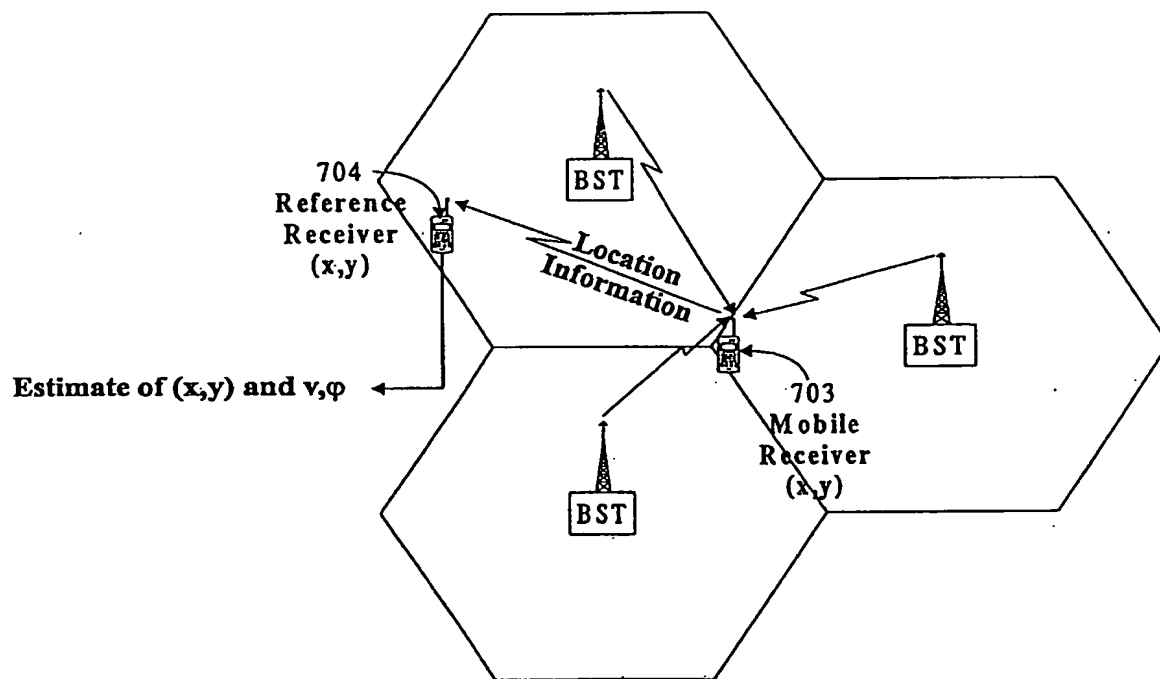 BST
704
Reference
Receiver
(x,y)
Location
Information
BST
Estimate of (x,y) and v,φ
703
Mobile
Receiver
(x,y)
BST